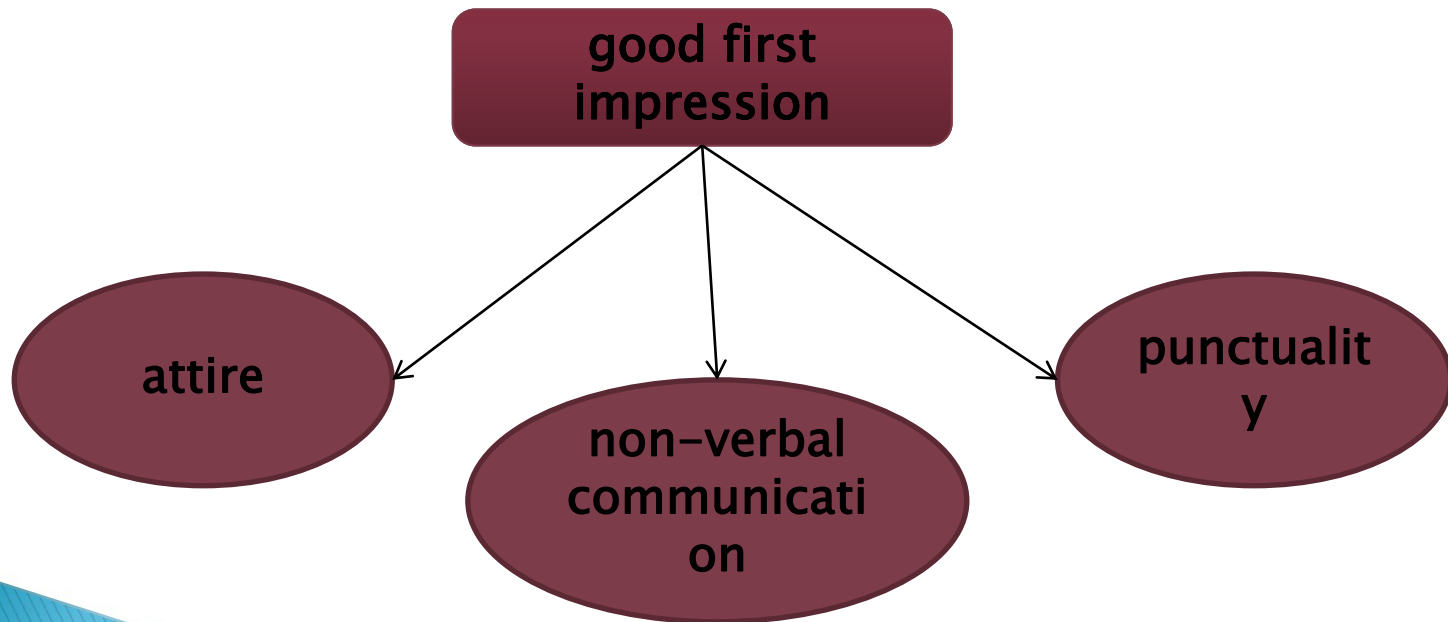 good first
impression
attire
non-verbal
communicati
on
punctualit
y